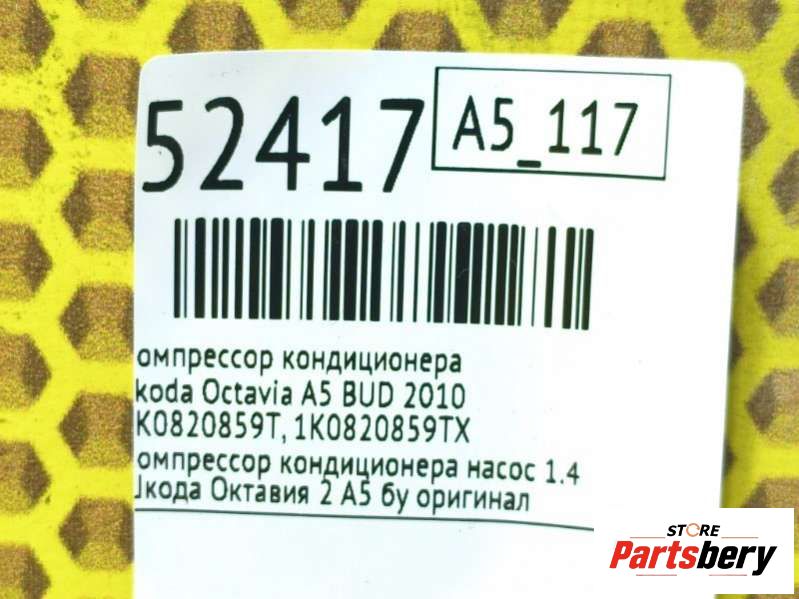 52417
A5_117
омпрессор кондиционера
koda Octavia A5 BUD 2010
K0820859T, 1K0820859TX
омпрессор кондиционера насос 1.4
кода Октавия 2 А5 бу оригинал
STORE
Partsbery